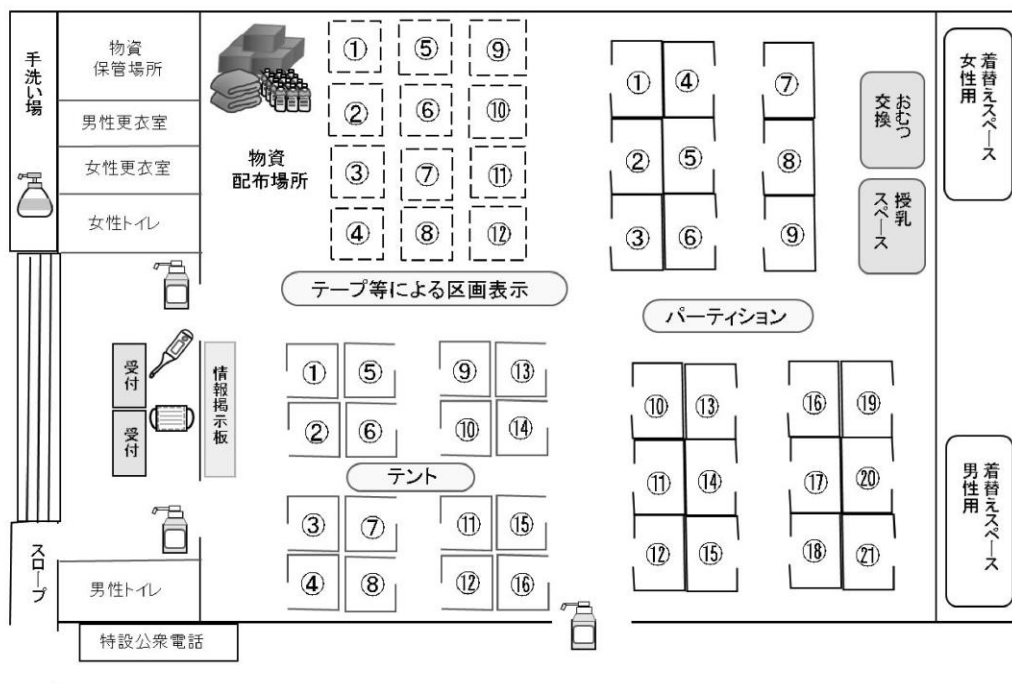 手洗い場
物資
保管場所
男性更衣室
女性更衣室
女性トイレ
物資
配布場所
① ⑤ ⑨
② ⑥ ⑩
③ ⑦ ⑪
④ ⑧ ⑫
テープ等による区画表示
① ④ ⑦
② ⑤ ⑧
③ ⑥ ⑨
パーティション
おむつ
交換
授乳
スペース
着替えスペース
女性用
受付
受付
情報掲示板
① ⑤ ⑨ ⑬
② ⑥ ⑩ ⑭
テント
③ ⑦ ⑪ ⑮
④ ⑧ ⑫ ⑯
⑩ ⑬ ⑯ ⑲
⑪ ⑭ ⑰ ⑳
⑫ ⑮ ⑱ ㉑
着替えスペース
男性用
スロープ
男性トイレ
特設公衆電話